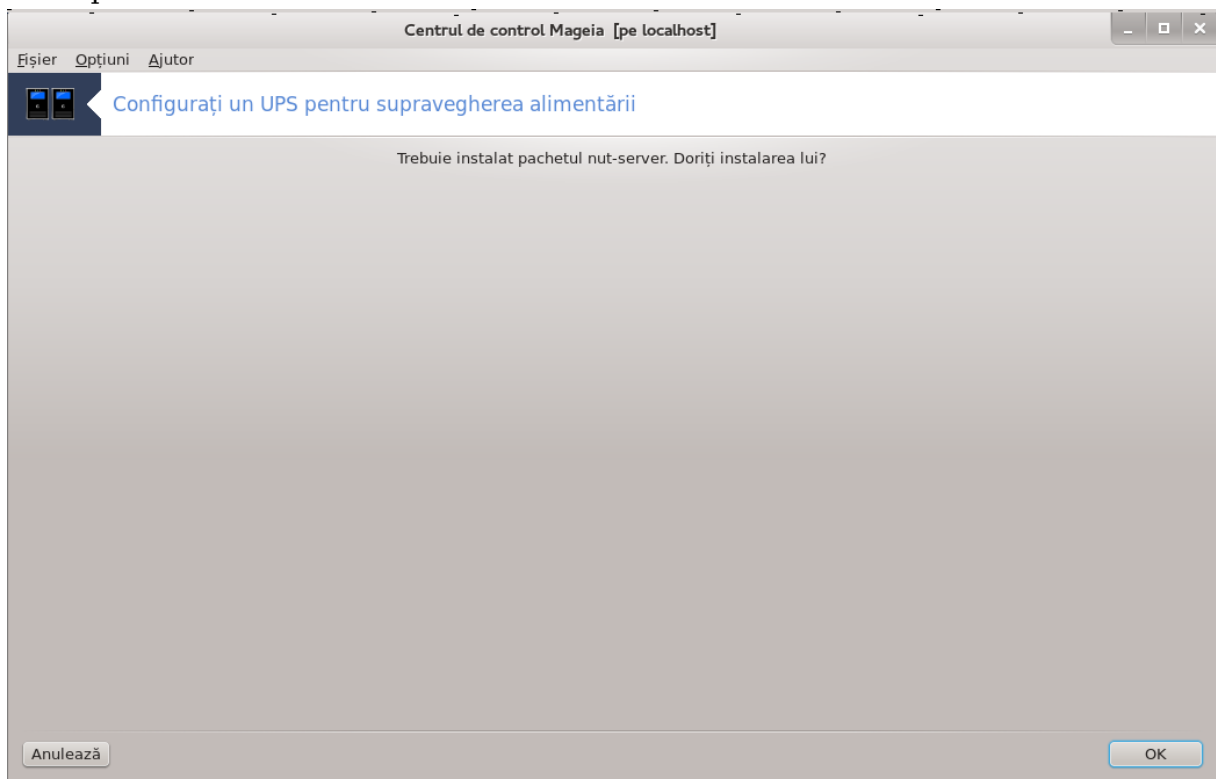 Centrul de control Mageia [pe localhost]
Fișier Opțiuni Ajutor
Configurați un UPS pentru supravegherea alimentării
Trebuie instalat pachetul nut-server. Doriți instalarea lui?
Anulează OK